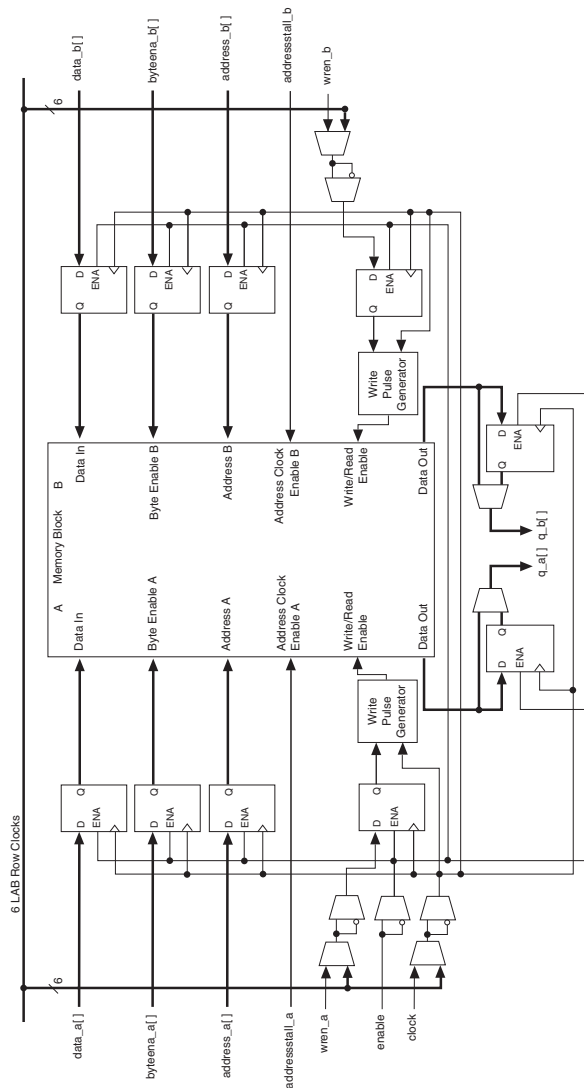 6 LAB Row Clocks
6
6
A Memory Block B
data_a[ ]
D Q
ENA
Data In
Data In
Q D
ENA
data_b[ ]
byteena_a[ ]
D Q
ENA
Byte Enable A
Byte Enable B
Q D
ENA
byteena_b[ ]
address_a[ ]
D Q
ENA
Address A
Address B
Q D
ENA
address_b[ ]
addressstall_a
Address Clock
Enable A
Address Clock
Enable B
addressstall_b
wren_a
enable
clock
D Q
ENA
Write
Pulse
Generator
Write/Read
Enable
Write/Read
Enable
Write
Pulse
Generator
Q D
ENA
wren_b
Data Out
Data Out
D Q
ENA
q_a[ ]
q_b[ ]
Q D
ENA